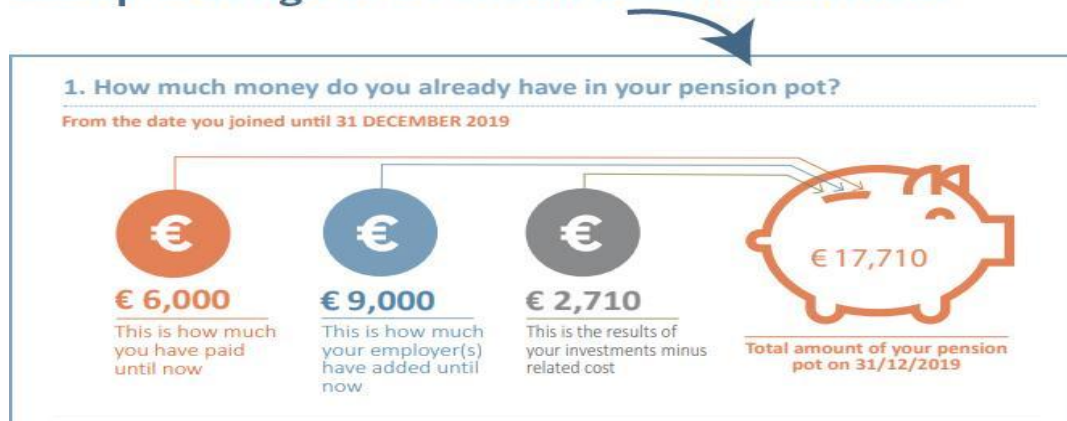 1. How much money do you already have in your pension pot?
From the date you joined until 31 DECEMBER 2019
€
€
€
€ 17,710
€ 6,000
This is how much
you have paid
until now
€ 9,000
This is how much
your employer(s)
have added until
now
€ 2,710
This is the results of
your investments minus
related cost
Total amount of your pension
pot on 31/12/2019